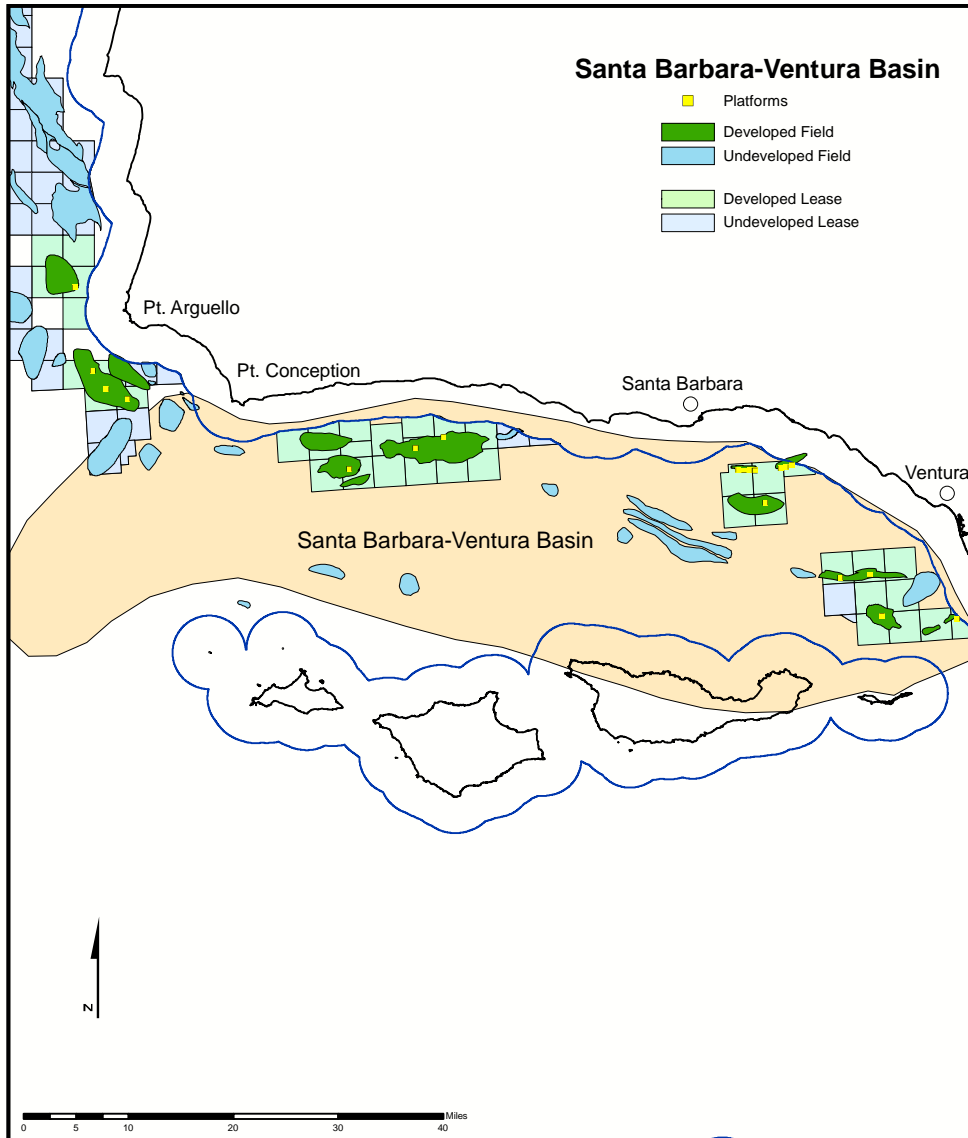 Santa Barbara-Ventura Basin
Platforms
Developed Field
Undeveloped Field
Developed Lease
Undeveloped Lease
Pt. Arguello
Pt. Conception
Santa Barbara
Ventura
Santa Barbara-Ventura Basin
N
Miles
0 5 10 20 30 40